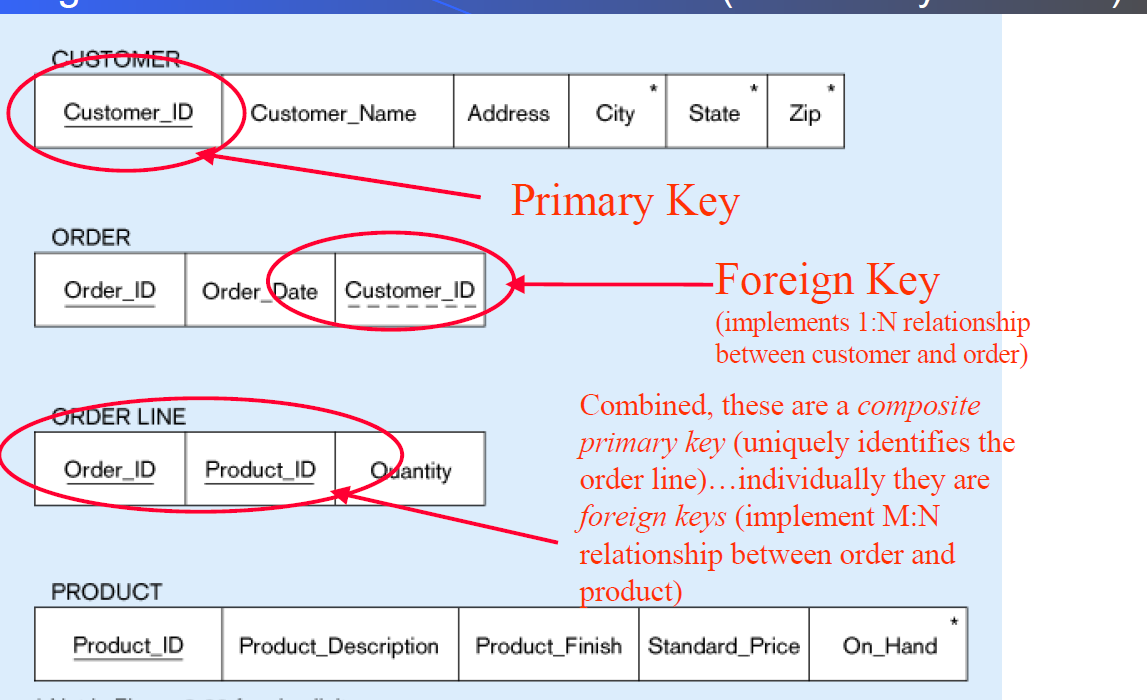 CUSTOMER
Customer_ID Customer_Name Address City * State * Zip *
Primary Key
ORDER
Order_ID Order_Date Customer_ID
Foreign Key
(implements 1:N relationship
between customer and order)
ORDER LINE
Order_ID Product_ID Quantity
Combined, these are a composite
primary key (uniquely identifies the
order line)…individually they are
foreign keys (implement M:N
relationship between order and
product)
PRODUCT
Product_ID Product_Description Product_Finish Standard_Price On_Hand *